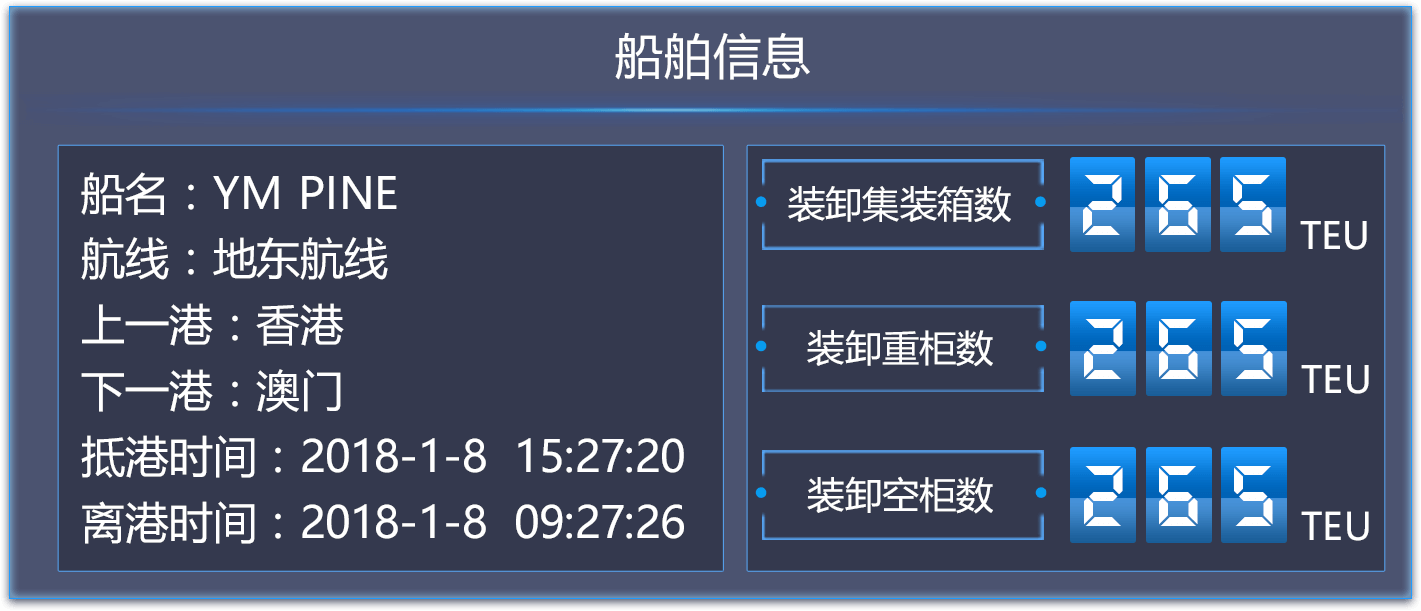 船舶信息
船名：YM PINE
航线：地东航线
上一港：香港
下一港：澳门
抵港时间：2018-1-8 15:27:20
离港时间：2018-1-8 09:27:26
装卸集装箱数 265 TEU
装卸重柜数 265 TEU
装卸空柜数 265 TEU